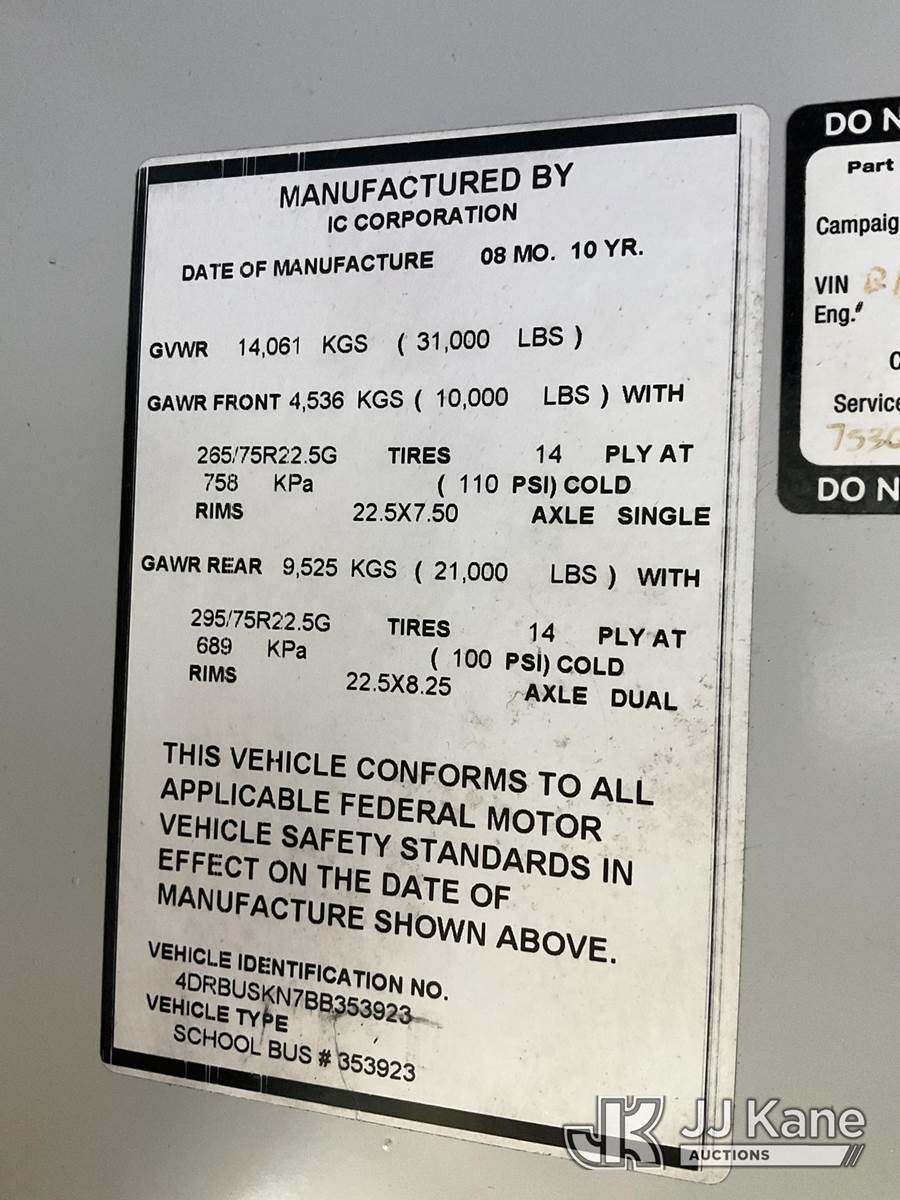 MANUFACTURED BY
IC CORPORATION
DATE OF MANUFACTURE 08 MO. 10 YR.
GVWR 14,061 KGS ( 31,000 LBS )
GAWR FRONT 4,536 KGS ( 10,000 LBS ) WITH
265/75R22.5G TIRES 14 PLY AT
758 KPa ( 110 PSI) COLD
RIMS 22.5X7.50 AXLE SINGLE
GAWR REAR 9,525 KGS ( 21,000 LBS ) WITH
295/75R22.5G TIRES 14 PLY AT
689 KPa ( 100 PSI) COLD
RIMS 22.5X8.25 AXLE DUAL
THIS VEHICLE CONFORMS TO ALL
APPLICABLE FEDERAL MOTOR
VEHICLE SAFETY STANDARDS IN
EFFECT ON THE DATE OF
MANUFACTURE SHOWN ABOVE.
VEHICLE IDENTIFICATION NO.
4DRBUSKN7BB353923
VEHICLE TYPE
SCHOOL BUS # 353923
DO N
Part
Campaig
VIN
Eng.#
C
Service
7530
DO N
JK JJ Kane
AUCTIONS